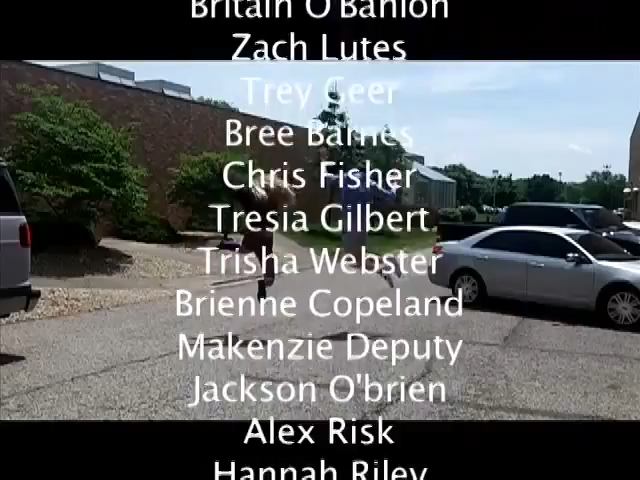 Britain O'Banion
Zach Lutes
Trey Geer
Bree Barnes
Chris Fisher
Tresia Gilbert
Trisha Webster
Brienne Copeland
Makenzie Deputy
Jackson O'brien
Alex Risk
Hannah Riley